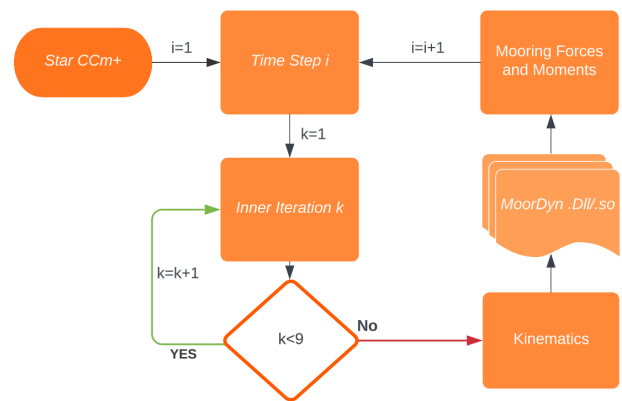 Star CCm+
i=1
Time Step i
i=i+1
Mooring Forces
and Moments
k=1
Inner Iteration k
MoorDyn .Dll/.so
k=k+1
k<9
YES
No
Kinematics